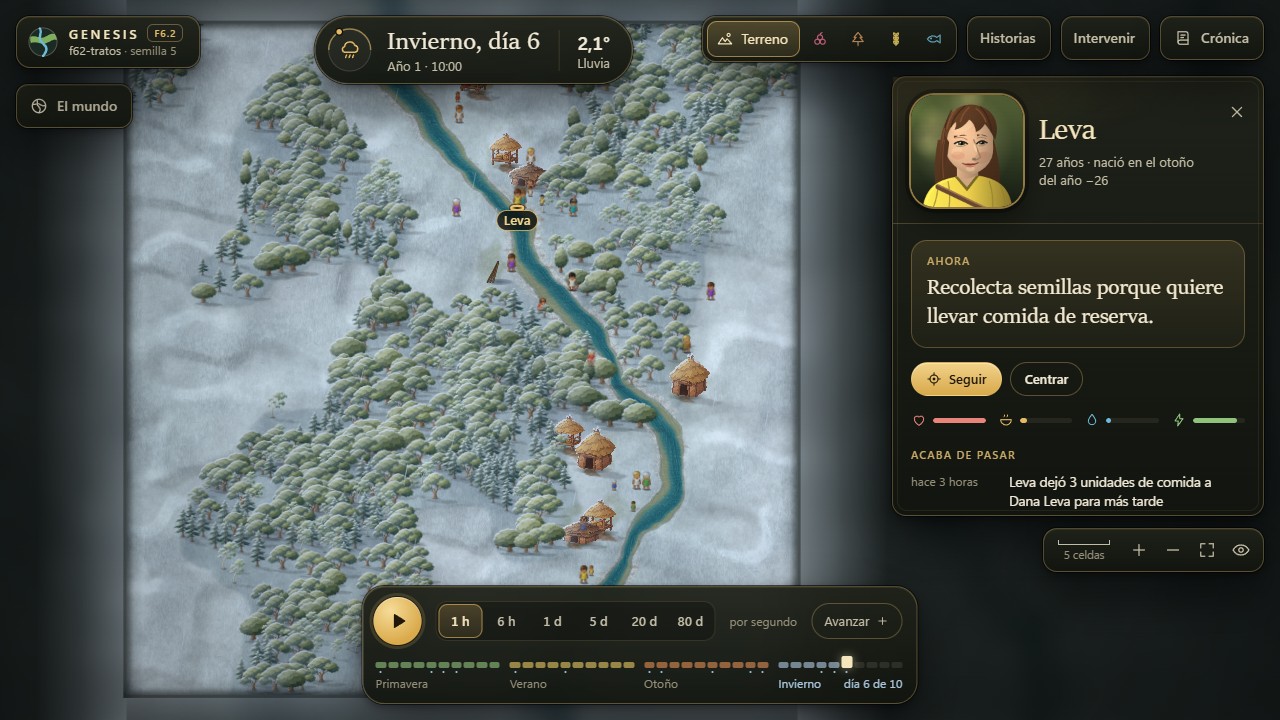 GENESIS F6.2
f62-tratos · semilla 5
El mundo
Invierno, día 6
Año 1 · 10:00
2,1°
Lluvia
Terreno
Historias
Intervenir
Crónica
Leva
27 años · nació en el otoño
del año −26
AHORA
Recolecta semillas porque quiere
llevar comida de reserva.
Seguir
Centrar
ACABA DE PASAR
hace 3 horas
Leva dejó 3 unidades de comida a
Dana Leva para más tarde
Leva
5 celdas
1 h
6 h
1 d
5 d
20 d
80 d
por segundo
Avanzar +
Primavera
Verano
Otoño
Invierno
día 6 de 10